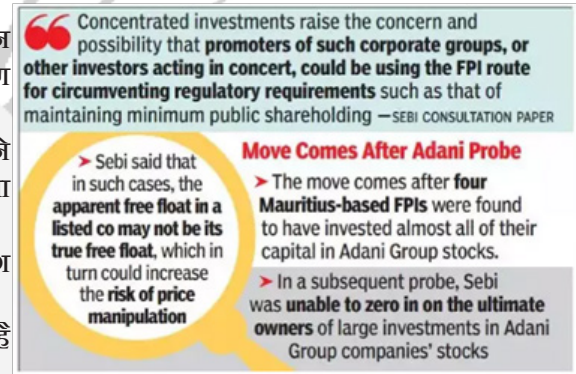 Concentrated investments raise the concern and
possibility that promoters of such corporate groups, or
other investors acting in concert, could be using the FPI route
for circumventing regulatory requirements such as that of
maintaining minimum public shareholding —SEBI CONSULTATION PAPER
➤ Sebi said that
in such cases, the
apparent free float in a
listed co may not be its
true free float, which in
turn could increase
the risk of price
manipulation
Move Comes After Adani Probe
➤ The move comes after four
Mauritius-based FPIs were found
to have invested almost all of their
capital in Adani Group stocks.
➤ In a subsequent probe, Sebi
was unable to zero in on the ultimate
owners of large investments in Adani
Group companies' stocks
है